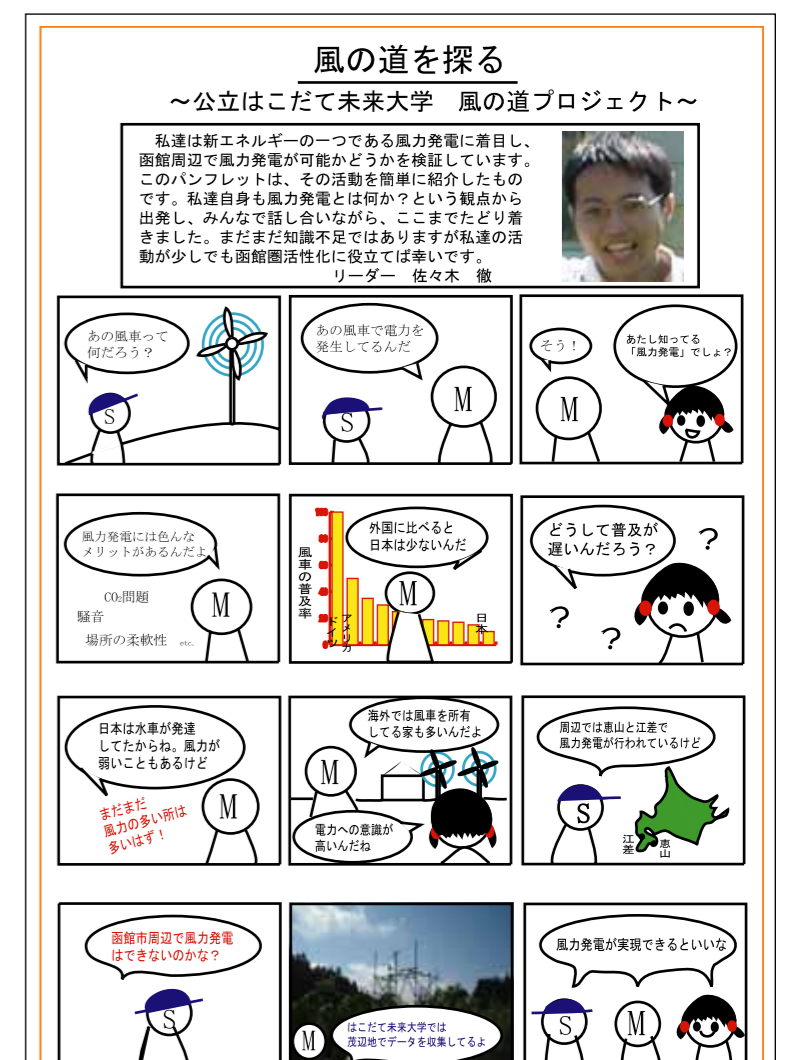 風の道を探る
～公立はこだて未来大学　風の道プロジェクト～
私達は新エネルギーの一つである風力発電に着目し、
函館周辺で風力発電が可能かどうかを検証しています。
このパンフレットは、その活動を簡単に紹介したもの
です。私達自身も風力発電とは何か？という観点から
出発し、みんなで話し合いながら、ここまでたどり着
きました。まだまだ知識不足ではありますが私達の活
動が少しでも函館圏活性化に役立てば幸いです。
リーダー　佐々木　徹
あの風車って
何だろう？
S
あの風車で電力を
発生してるんだ
S
M
そう！
あたし知ってる
「風力発電」でしょ？
M
風力発電には色んな
メリットがあるんだよ
CO₂問題
騒音
場所の柔軟性 etc.
M
風車の普及率
外国に比べると
日本は少ないんだ
M
ドイツ
アメリカ
日本
どうして普及が
遅いんだろう？
？
？
？
日本は水車が発達
してたからね。風力が
弱いこともあるけど
まだまだ
風力の多い所は
多いはず！
M
海外では風車を所有
してる家も多いんだよ
M
電力への意識が
高いんだね
周辺では恵山と江差で
風力発電が行われているけど
S
江差
恵山
函館市周辺で風力発電
はできないのかな？
S
はこだて未来大学では
茂辺地でデータを収集してるよ
M
風力発電が実現できるといいな
S
M